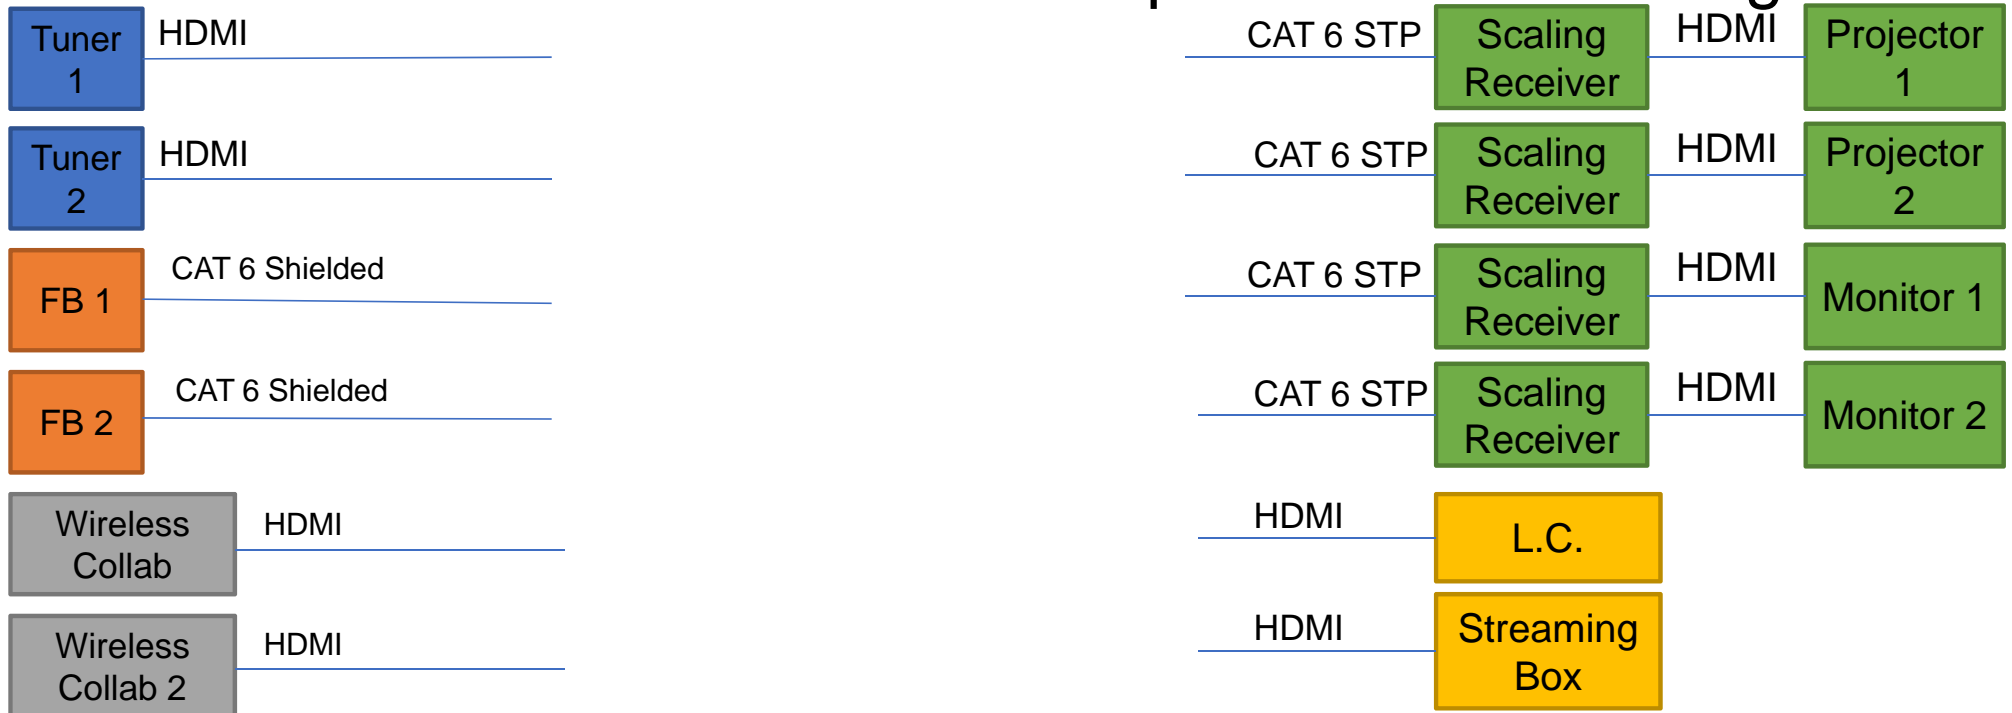 Tuner
1
HDMI
CAT 6 STP
Scaling
Receiver
HDMI
Projector
1
Tuner
2
HDMI
CAT 6 STP
Scaling
Receiver
HDMI
Projector
2
FB 1
CAT 6 Shielded
CAT 6 STP
Scaling
Receiver
HDMI
Monitor 1
FB 2
CAT 6 Shielded
CAT 6 STP
Scaling
Receiver
HDMI
Monitor 2
Wireless
Collab
HDMI
HDMI
L.C.
Wireless
Collab 2
HDMI
HDMI
Streaming
Box